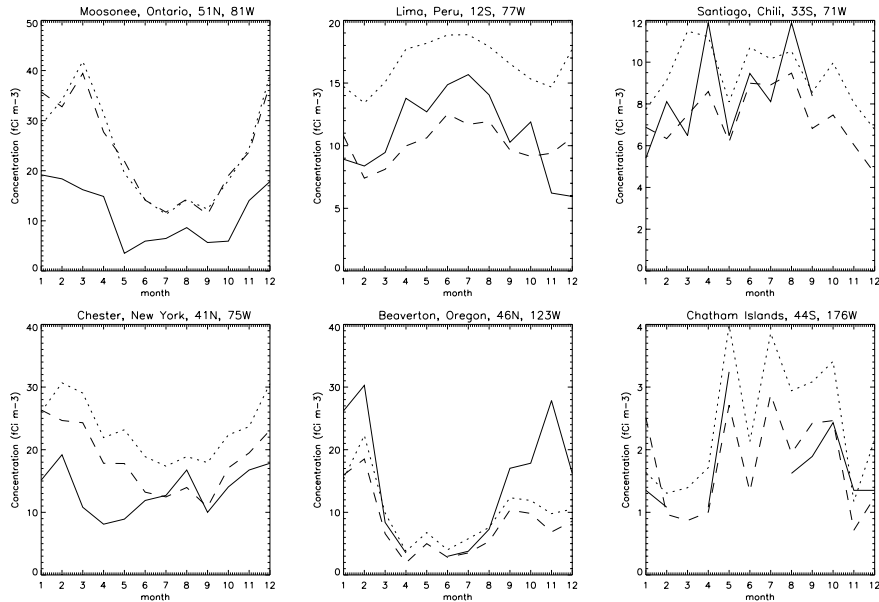 Moosonee, Ontario, 51N, 81W
Concentration (fCi m-3)
50
40
30
20
10
0
1 2 3 4 5 6 7 8 9 10 11 12
month
Lima, Peru, 12S, 77W
Concentration (fCi m-3)
20
15
10
5
0
1 2 3 4 5 6 7 8 9 10 11 12
month
Santiago, Chili, 33S, 71W
Concentration (fCi m-3)
12
10
8
6
4
2
0
1 2 3 4 5 6 7 8 9 10 11 12
month
Chester, New York, 41N, 75W
Concentration (fCi m-3)
40
30
20
10
0
1 2 3 4 5 6 7 8 9 10 11 12
month
Beaverton, Oregon, 46N, 123W
Concentration (fCi m-3)
40
30
20
10
0
1 2 3 4 5 6 7 8 9 10 11 12
month
Chatham Islands, 44S, 176W
Concentration (fCi m-3)
4
3
2
1
0
1 2 3 4 5 6 7 8 9 10 11 12
month